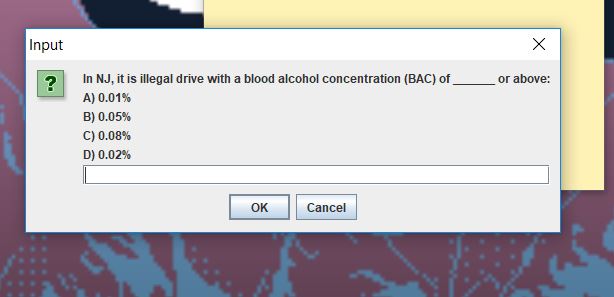 Input
In NJ, it is illegal drive with a blood alcohol concentration (BAC) of ______ or above:
A) 0.01%
B) 0.05%
C) 0.08%
D) 0.02%
OK Cancel